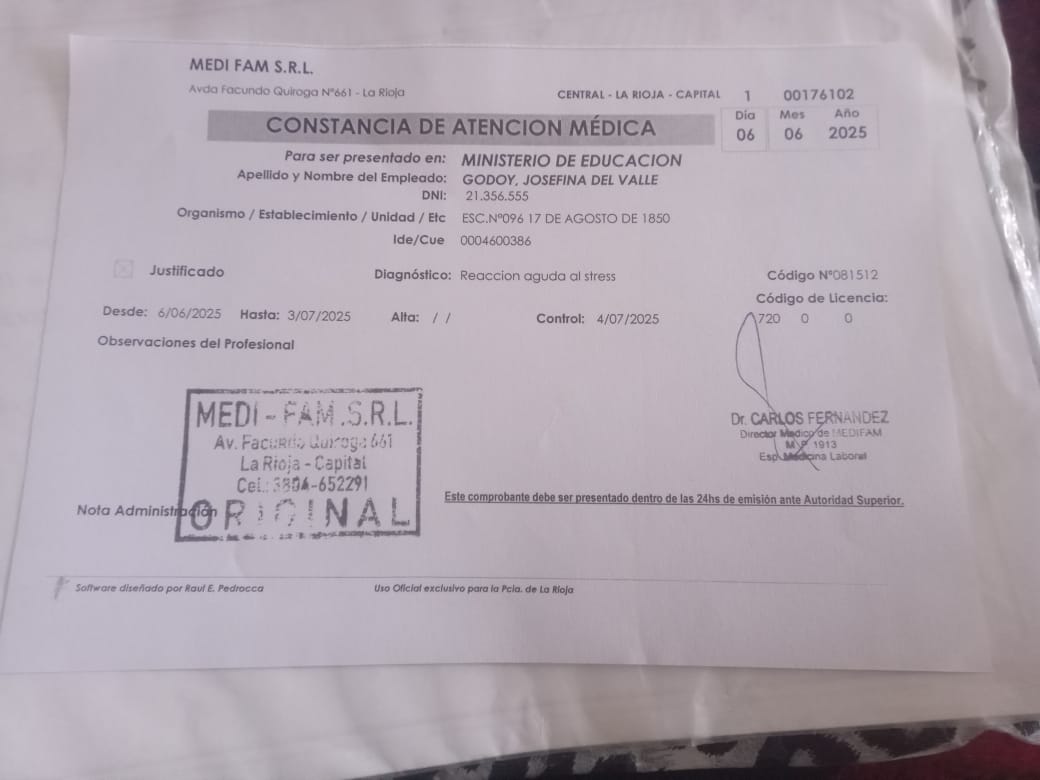 MEDI FAM S.R.L.
Avda Facundo Quiroga Nº661 - La Rioja
CENTRAL - LA RIOJA - CAPITAL 1 00176102
CONSTANCIA DE ATENCION MÉDICA
Día Mes Año
06 06 2025
Para ser presentado en: MINISTERIO DE EDUCACION
Apellido y Nombre del Empleado: GODOY, JOSEFINA DEL VALLE
DNI: 21.356.555
Organismo / Establecimiento / Unidad / Etc ESC.Nº096 17 DE AGOSTO DE 1850
Ide/Cue 0004600386
Justificado Diagnóstico: Reaccion aguda al stress Código Nº081512
Código de Licencia:
Desde: 6/06/2025 Hasta: 3/07/2025 Alta: / / Control: 4/07/2025 720 0 0
Observaciones del Profesional
MEDI - FAM.S.R.L.
Av. Facundo Quiroga 661
La Rioja - Capital
Cel.: 3804-652291
ORIGINAL
Dr. CARLOS FERNANDEZ
Director Medico de MEDIFAM
M.P. 1913
Esp. Medicina Laboral
Este comprobante debe ser presentado dentro de las 24hs de emisión ante Autoridad Superior.
Nota Administración
Software diseñado por Raul E. Pedrocca Uso Oficial exclusivo para la Pcia. de La Rioja